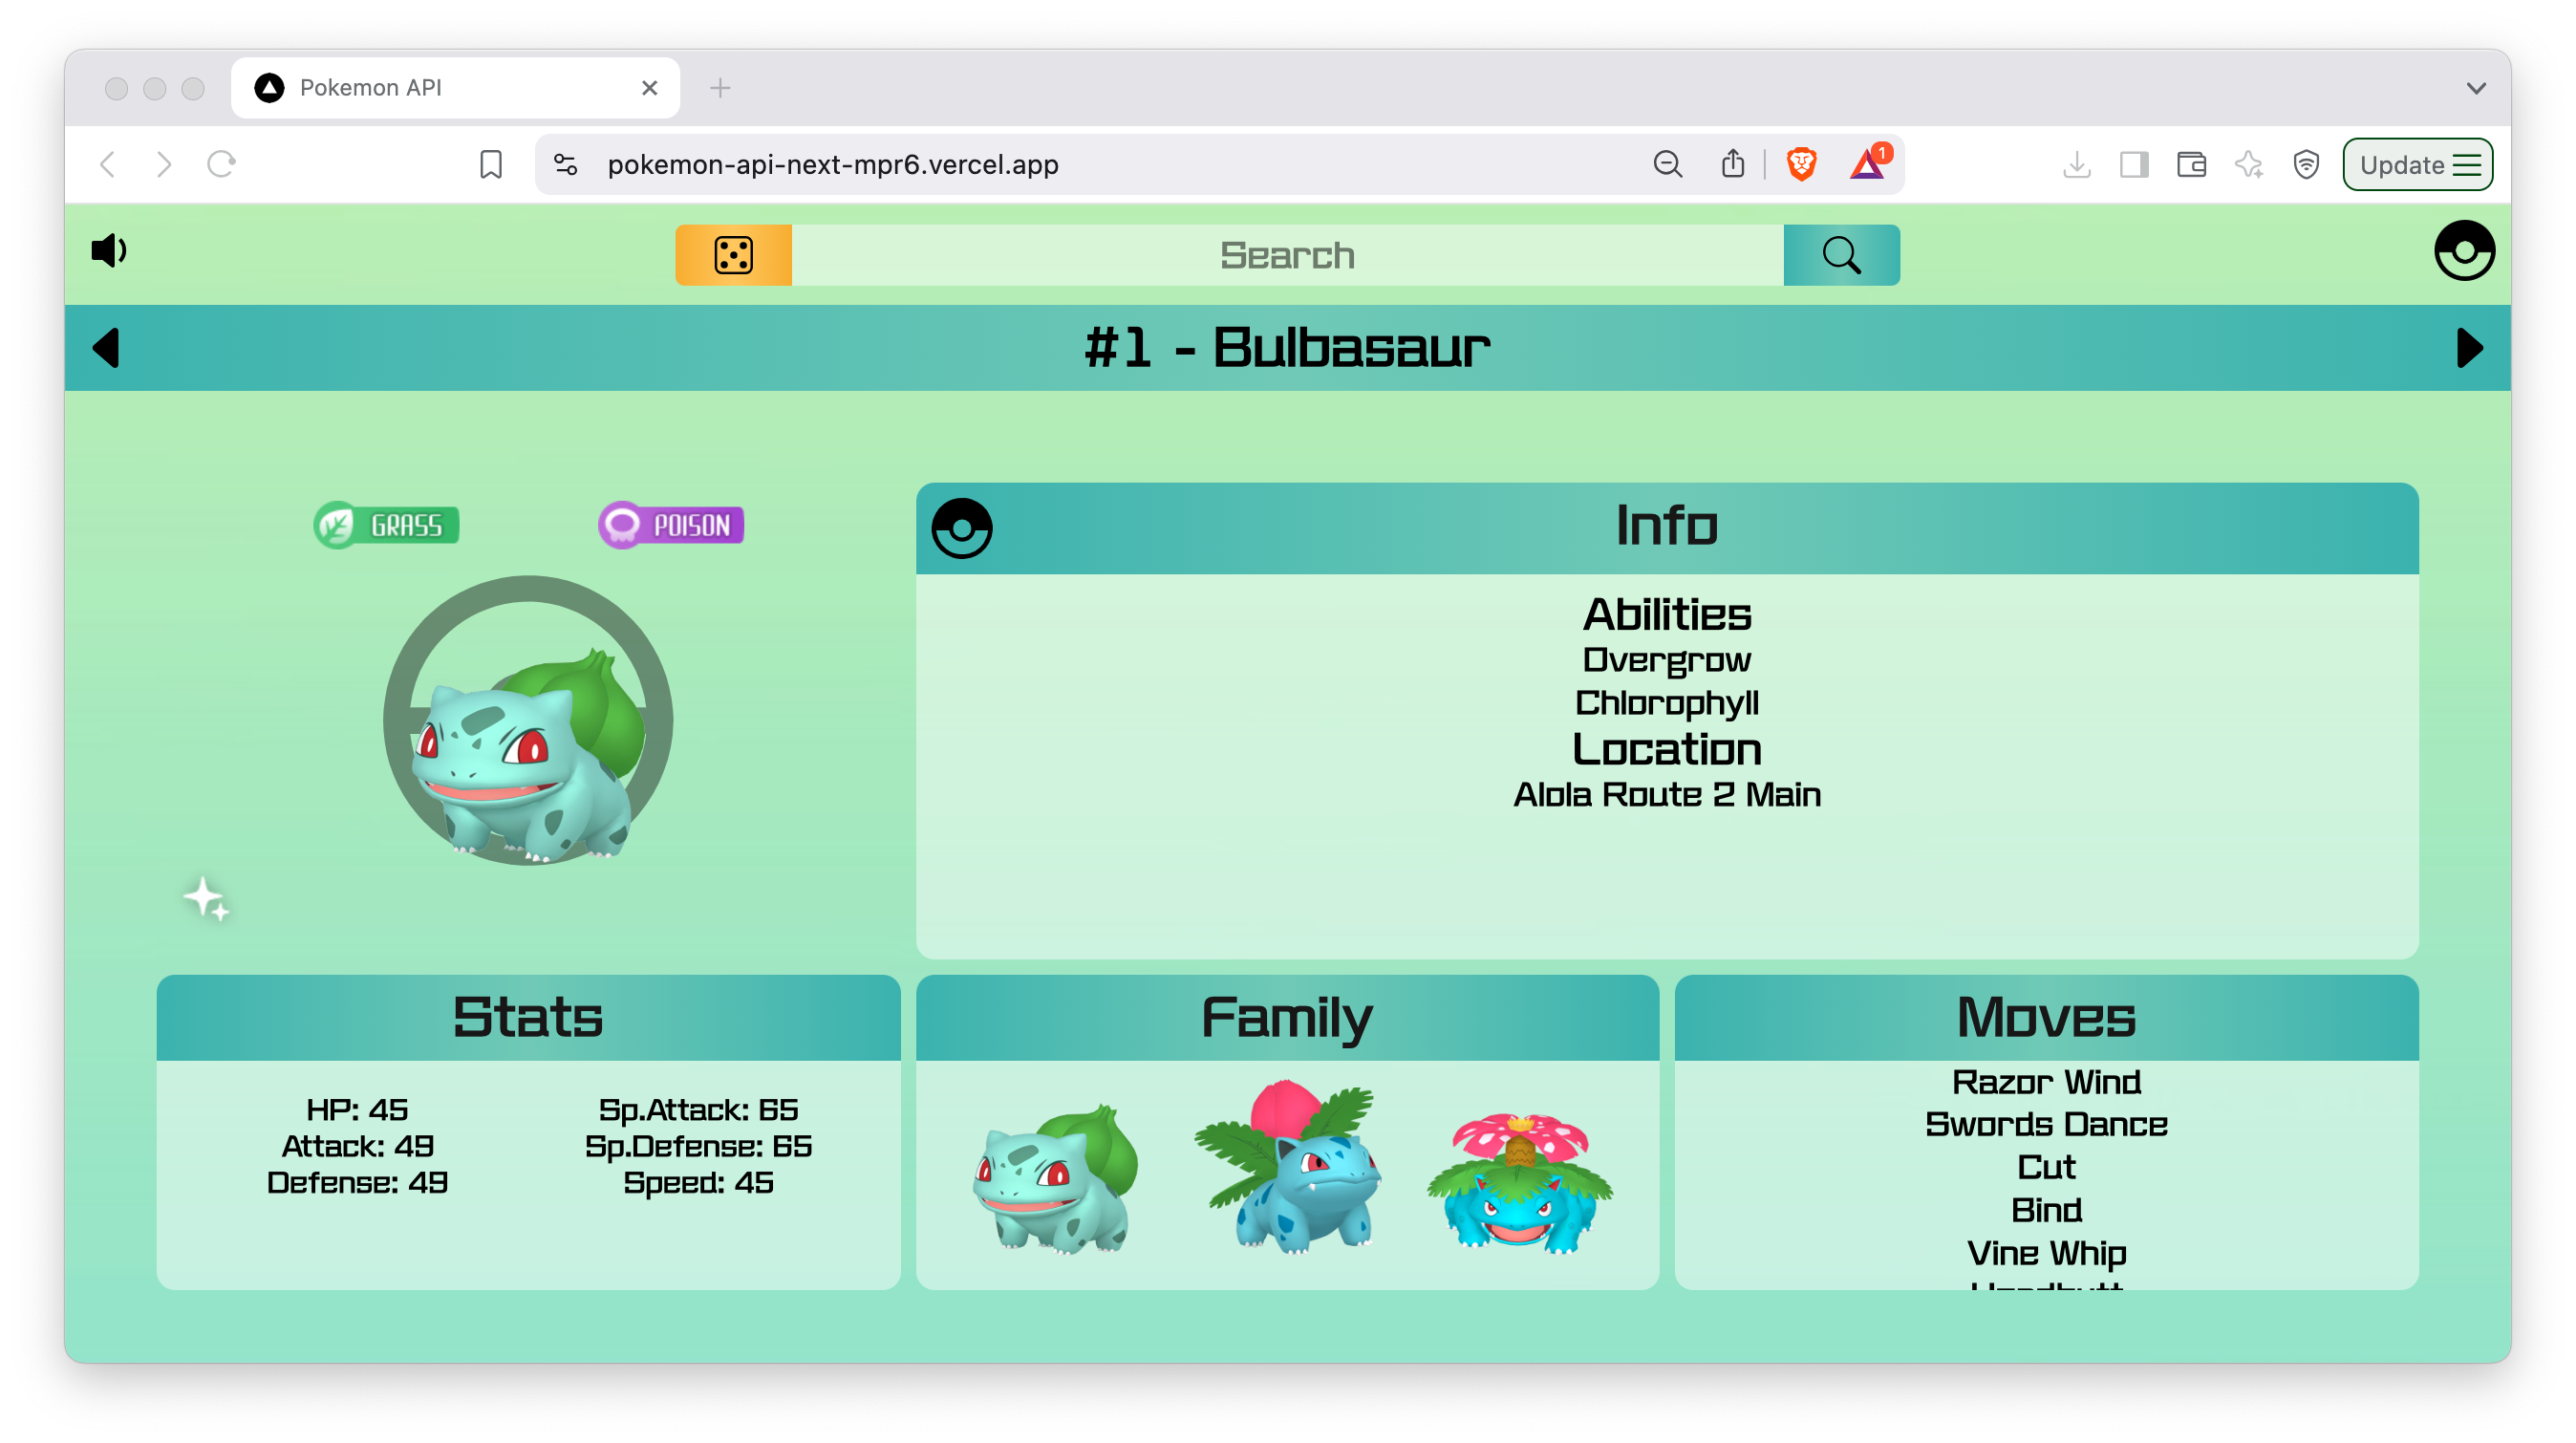 Pokemon API
pokemon-api-next-mpr6.vercel.app
1
Update
Search
#1 - Bulbasaur
GRASS
POISON
Info
Abilities
Overgrow
Chlorophyll
Location
Alola Route 2 Main
Stats
HP: 45
Attack: 49
Defense: 49
Sp.Attack: 65
Sp.Defense: 65
Speed: 45
Family
Moves
Razor Wind
Swords Dance
Cut
Bind
Vine Whip